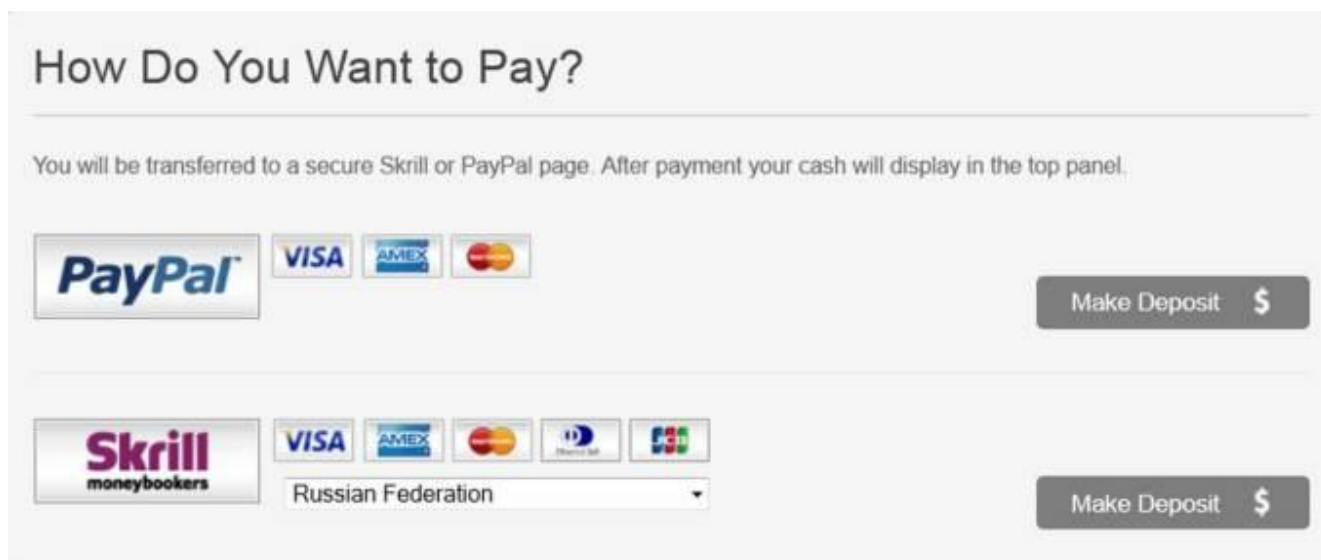 How Do You Want to Pay?
You will be transferred to a secure Skrill or PayPal page. After payment your cash will display in the top panel.
PayPal™
VISA AMEX
Make Deposit $
Skrill
moneybookers
VISA AMEX JCB
Russian Federation
Make Deposit $